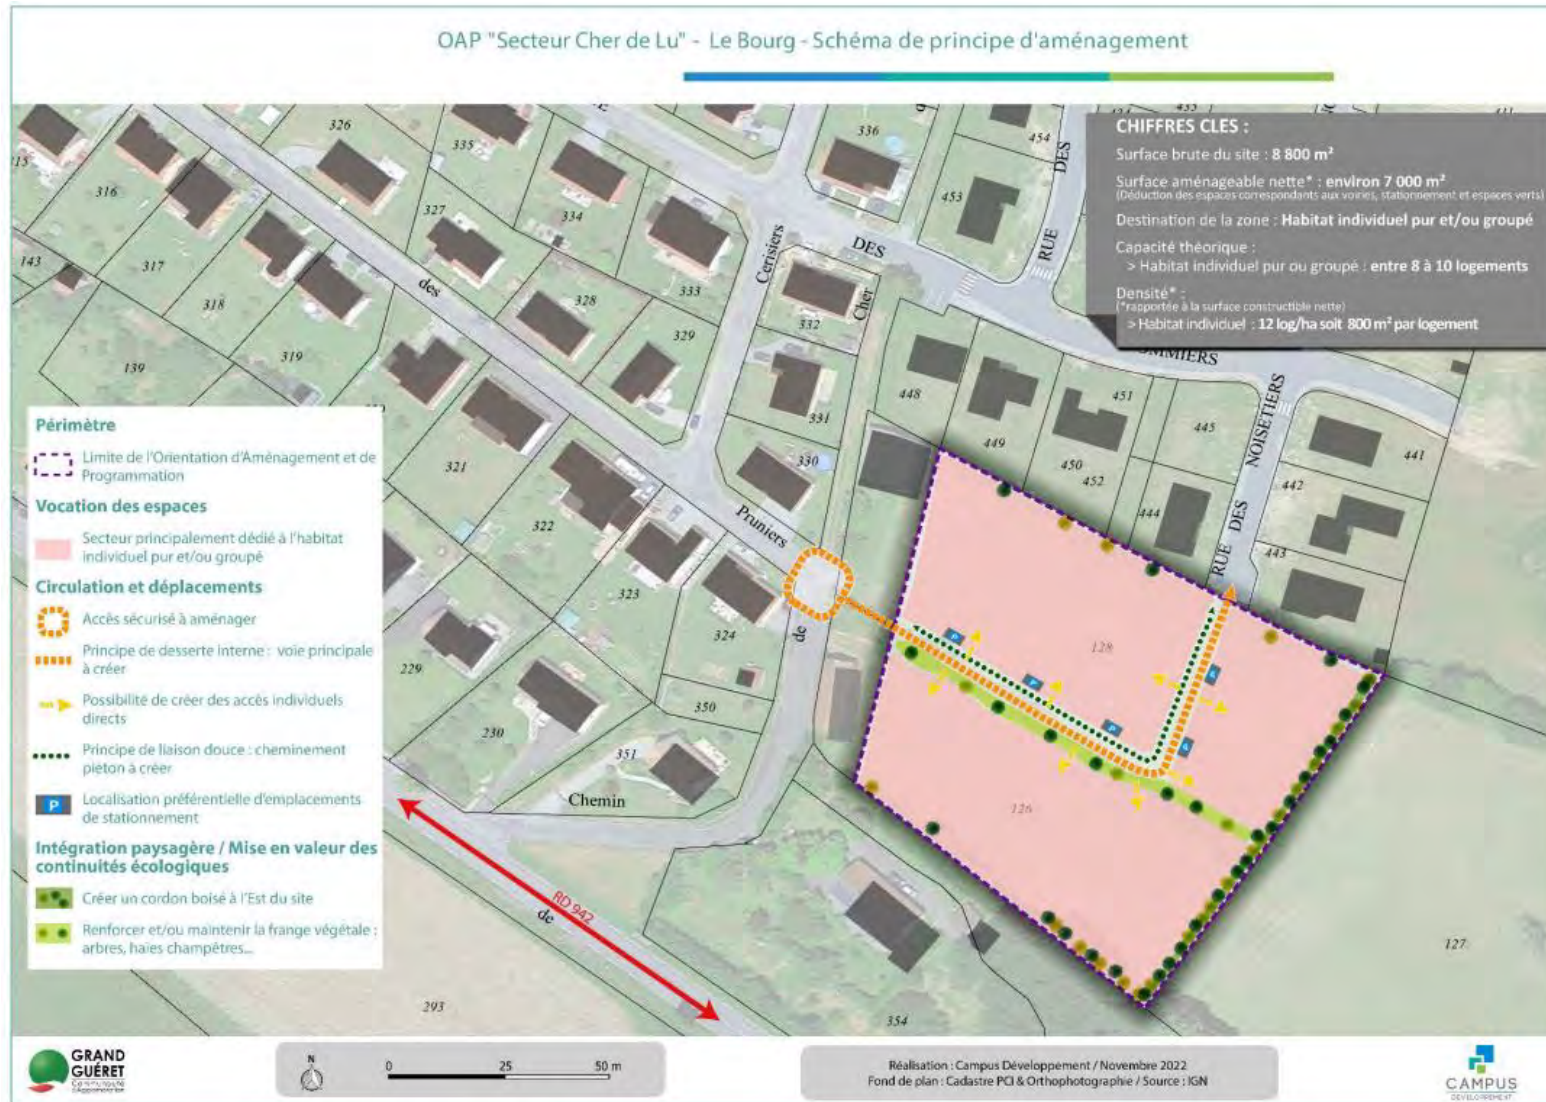 OAP "Secteur Cher de Lu" - Le Bourg - Schéma de principe d'aménagement
CHIFFRES CLES :
Surface brute du site : 8 800 m²
Surface aménageable nette* : environ 7 000 m²
(Déduction des espaces correspondants aux voiries, stationnement et espaces verts)
Destination de la zone : Habitat individuel pur et/ou groupé
Capacité théorique :
> Habitat individuel pur ou groupé : entre 8 à 10 logements
Densité* :
(*rapportée à la surface constructible nette)
> Habitat individuel : 12 log/ha soit 800 m² par logement
326
335
336
454
453
316
327
334
143
317
328
333
332
318
329
139
319
331
448
451
449
445
441
321
330
450
452
442
322
444
443
323
324
128
229
350
230
351
126
127
293
354
des
Cerisiers
DES
RUE
DES
Cher
NOISETIERS
RUE DES
Pruniers
de
Chemin
de
RD 942
P
P
P
P
P
Périmètre
Limite de l'Orientation d'Aménagement et de
Programmation
Vocation des espaces
Secteur principalement dédié à l'habitat
individuel pur et/ou groupé
Circulation et déplacements
Accès sécurisé à aménager
Principe de desserte interne : voie principale
à créer
Possibilité de créer des accès individuels
directs
Principe de liaison douce : cheminement
piéton à créer
P
Localisation préférentielle d'emplacements
de stationnement
Intégration paysagère / Mise en valeur des
continuités écologiques
Créer un cordon boisé à l'Est du site
Renforcer et/ou maintenir la frange végétale :
arbres, haies champêtres...
GRAND
GUÉRET
Communauté
d'Agglomération
N
0 25 50 m
Réalisation : Campus Développement / Novembre 2022
Fond de plan : Cadastre PCI & Orthophotographie / Source : IGN
CAMPUS
DÉVELOPPEMENT